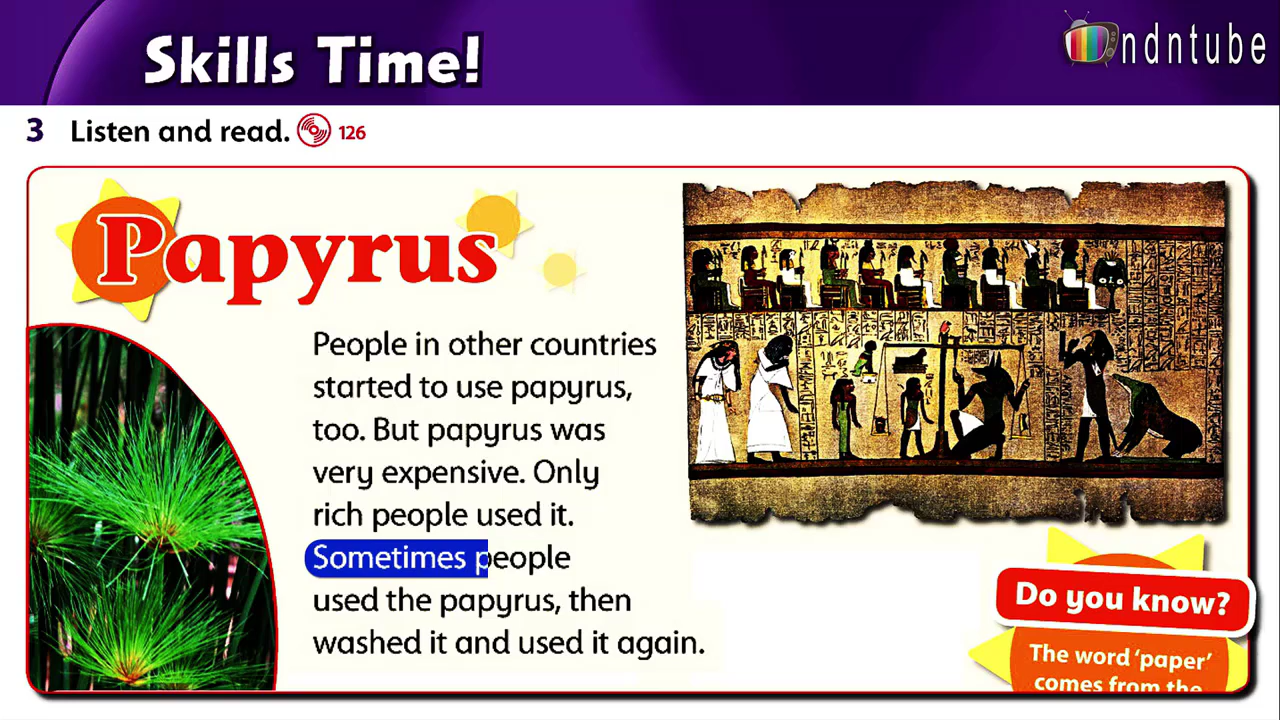 Skills Time!
ndntube
3 Listen and read. 126
Papyrus
People in other countries
started to use papyrus,
too. But papyrus was
very expensive. Only
rich people used it.
Sometimes people
used the papyrus, then
washed it and used it again.
Do you know?
The word ‘paper’
comes from the